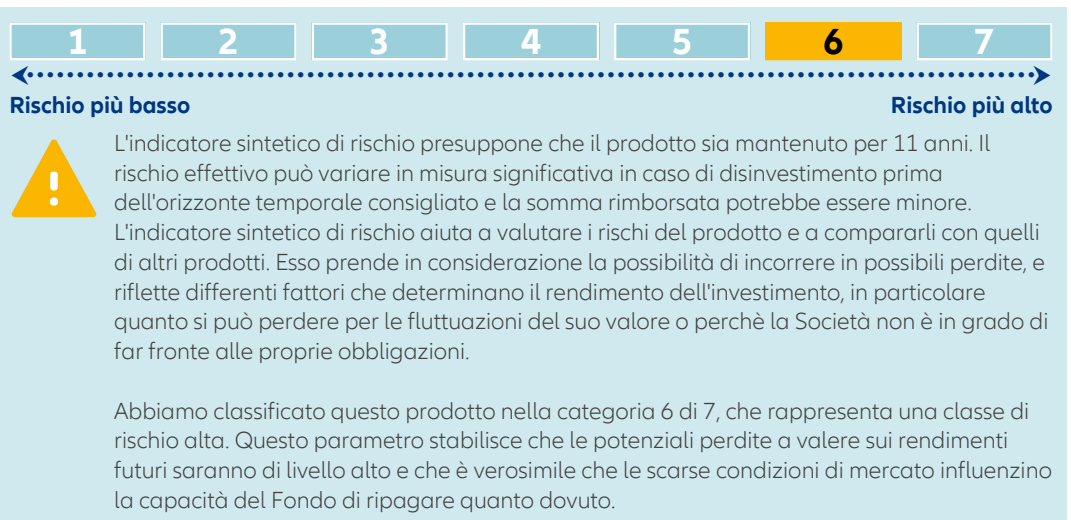 1 2 3 4 5 6 7
Rischio più basso Rischio più alto
L'indicatore sintetico di rischio presuppone che il prodotto sia mantenuto per 11 anni. Il
rischio effettivo può variare in misura significativa in caso di disinvestimento prima
dell'orizzonte temporale consigliato e la somma rimborsata potrebbe essere minore.
L'indicatore sintetico di rischio aiuta a valutare i rischi del prodotto e a compararli con quelli
di altri prodotti. Esso prende in considerazione la possibilità di incorrere in possibili perdite, e
riflette differenti fattori che determinano il rendimento dell'investimento, in particolare
quanto si può perdere per le fluttuazioni del suo valore o perchè la Società non è in grado di
far fronte alle proprie obbligazioni.
Abbiamo classificato questo prodotto nella categoria 6 di 7, che rappresenta una classe di
rischio alta. Questo parametro stabilisce che le potenziali perdite a valere sui rendimenti
futuri saranno di livello alto e che è verosimile che le scarse condizioni di mercato influenzino
la capacità del Fondo di ripagare quanto dovuto.